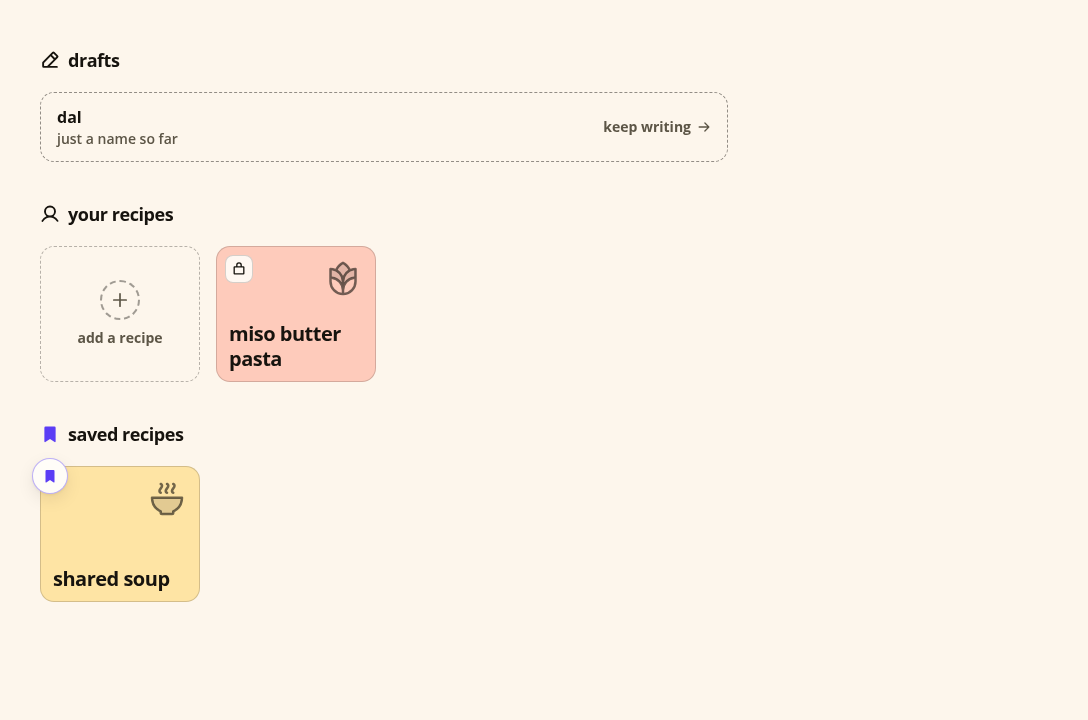 drafts
dal
just a name so far
keep writing →
your recipes
add a recipe
miso butter
pasta
saved recipes
shared soup